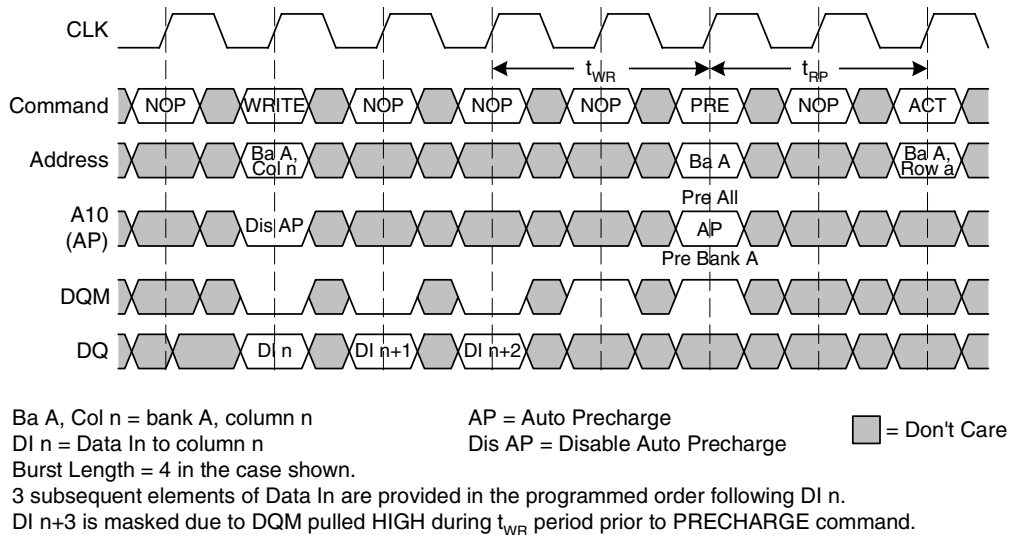 CLK
tWR tRP
Command NOP WRITE NOP NOP NOP PRE NOP ACT
Address Ba A, Col n Ba A Ba A, Row a
Pre All
A10 (AP) Dis AP AP
Pre Bank A
DQM
DQ DI n DI n+1 DI n+2
Ba A, Col n = bank A, column n
AP = Auto Precharge
= Don't Care
DI n = Data In to column n
Dis AP = Disable Auto Precharge
Burst Length = 4 in the case shown.
3 subsequent elements of Data In are provided in the programmed order following DI n.
DI n+3 is masked due to DQM pulled HIGH during tWR period prior to PRECHARGE command.